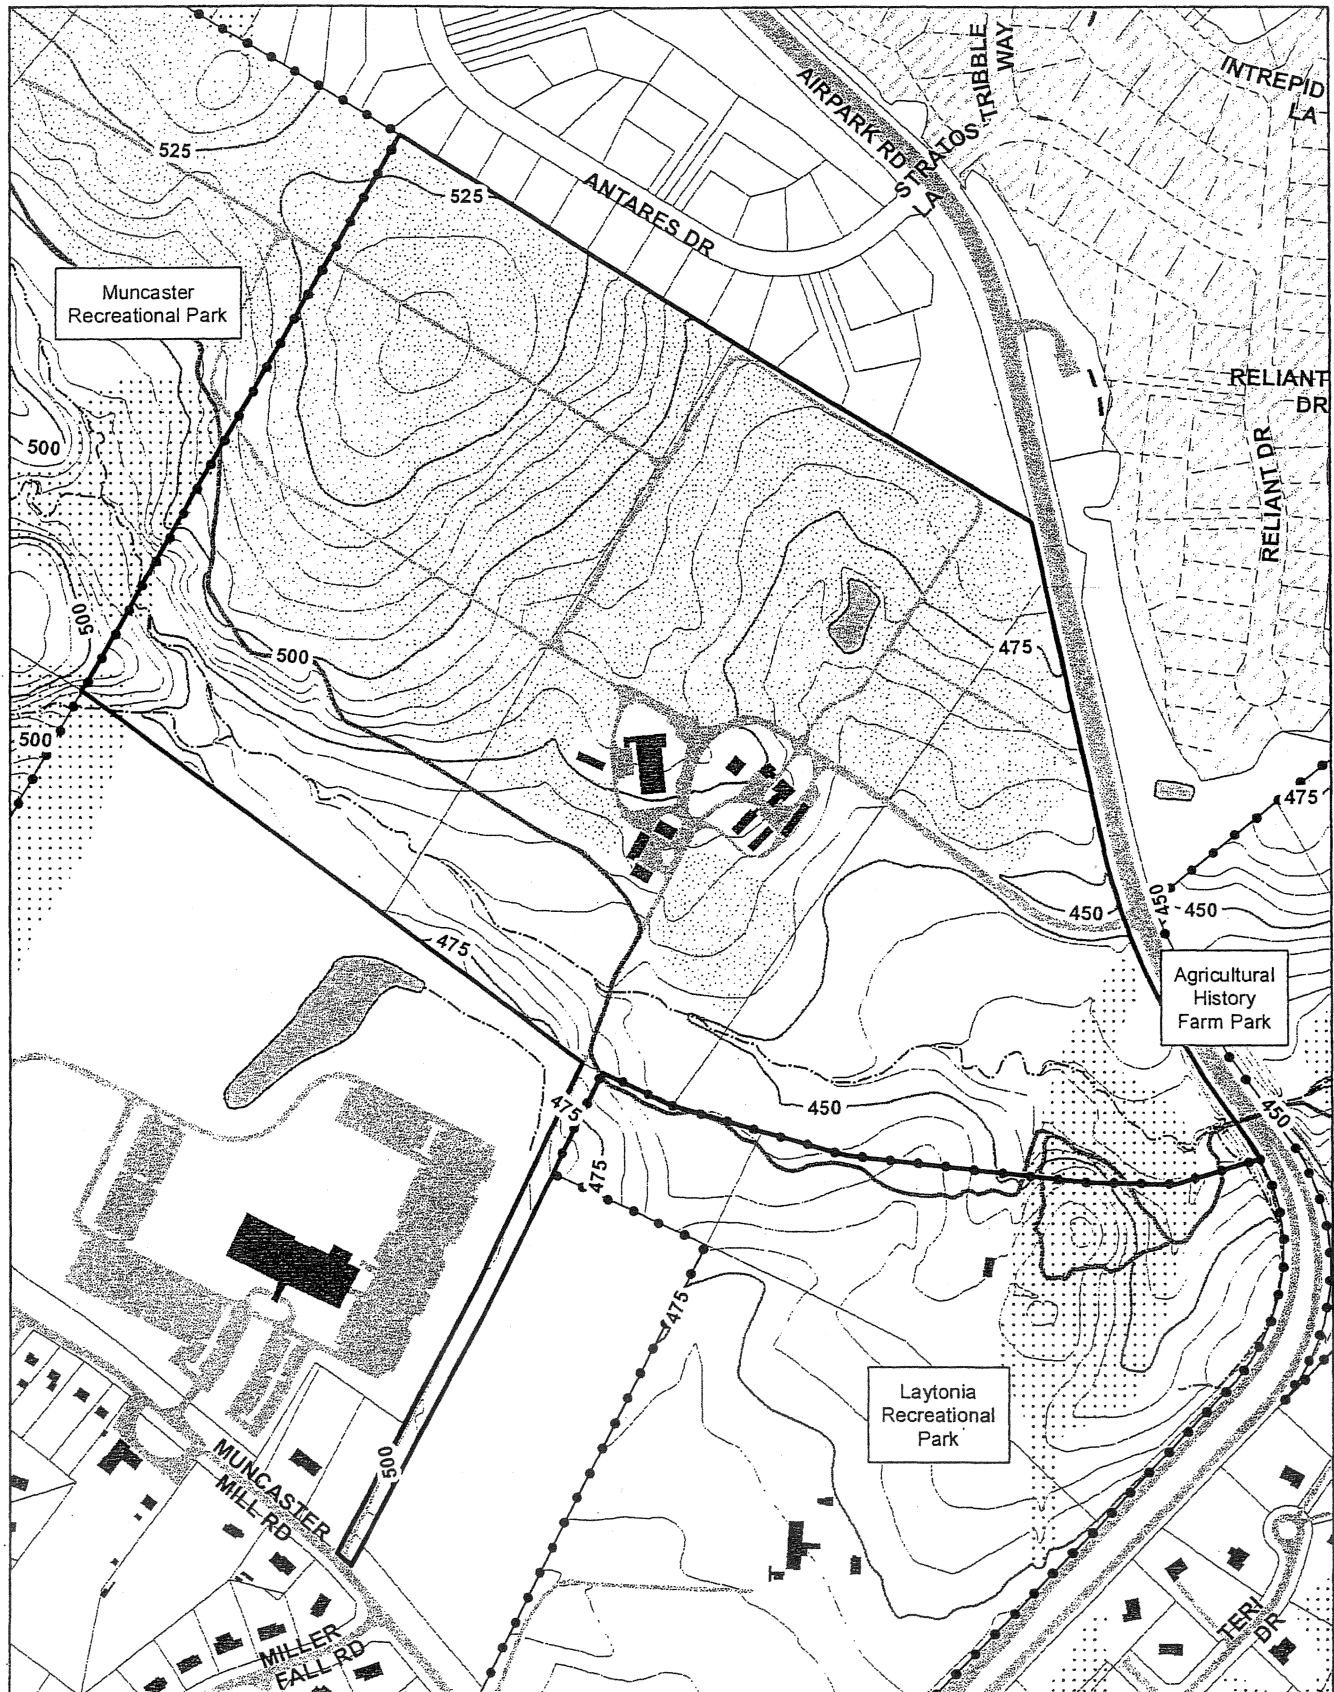 TRIBBLE
WAY
INTREPID
LA
AIRPARK RD
STRATOS
LA
525
525
ANTARES DR
Muncaster
Recreational Park
RELIANT
DR
RELIANT DR
500
500
500
475
500
475
450
450
450
475
Agricultural
History
Farm Park
475
450
450
475
475
Laytonia
Recreational
Park
500
MUNCASTER
MILL RD
MILLER
FALL RD
TERI
DR